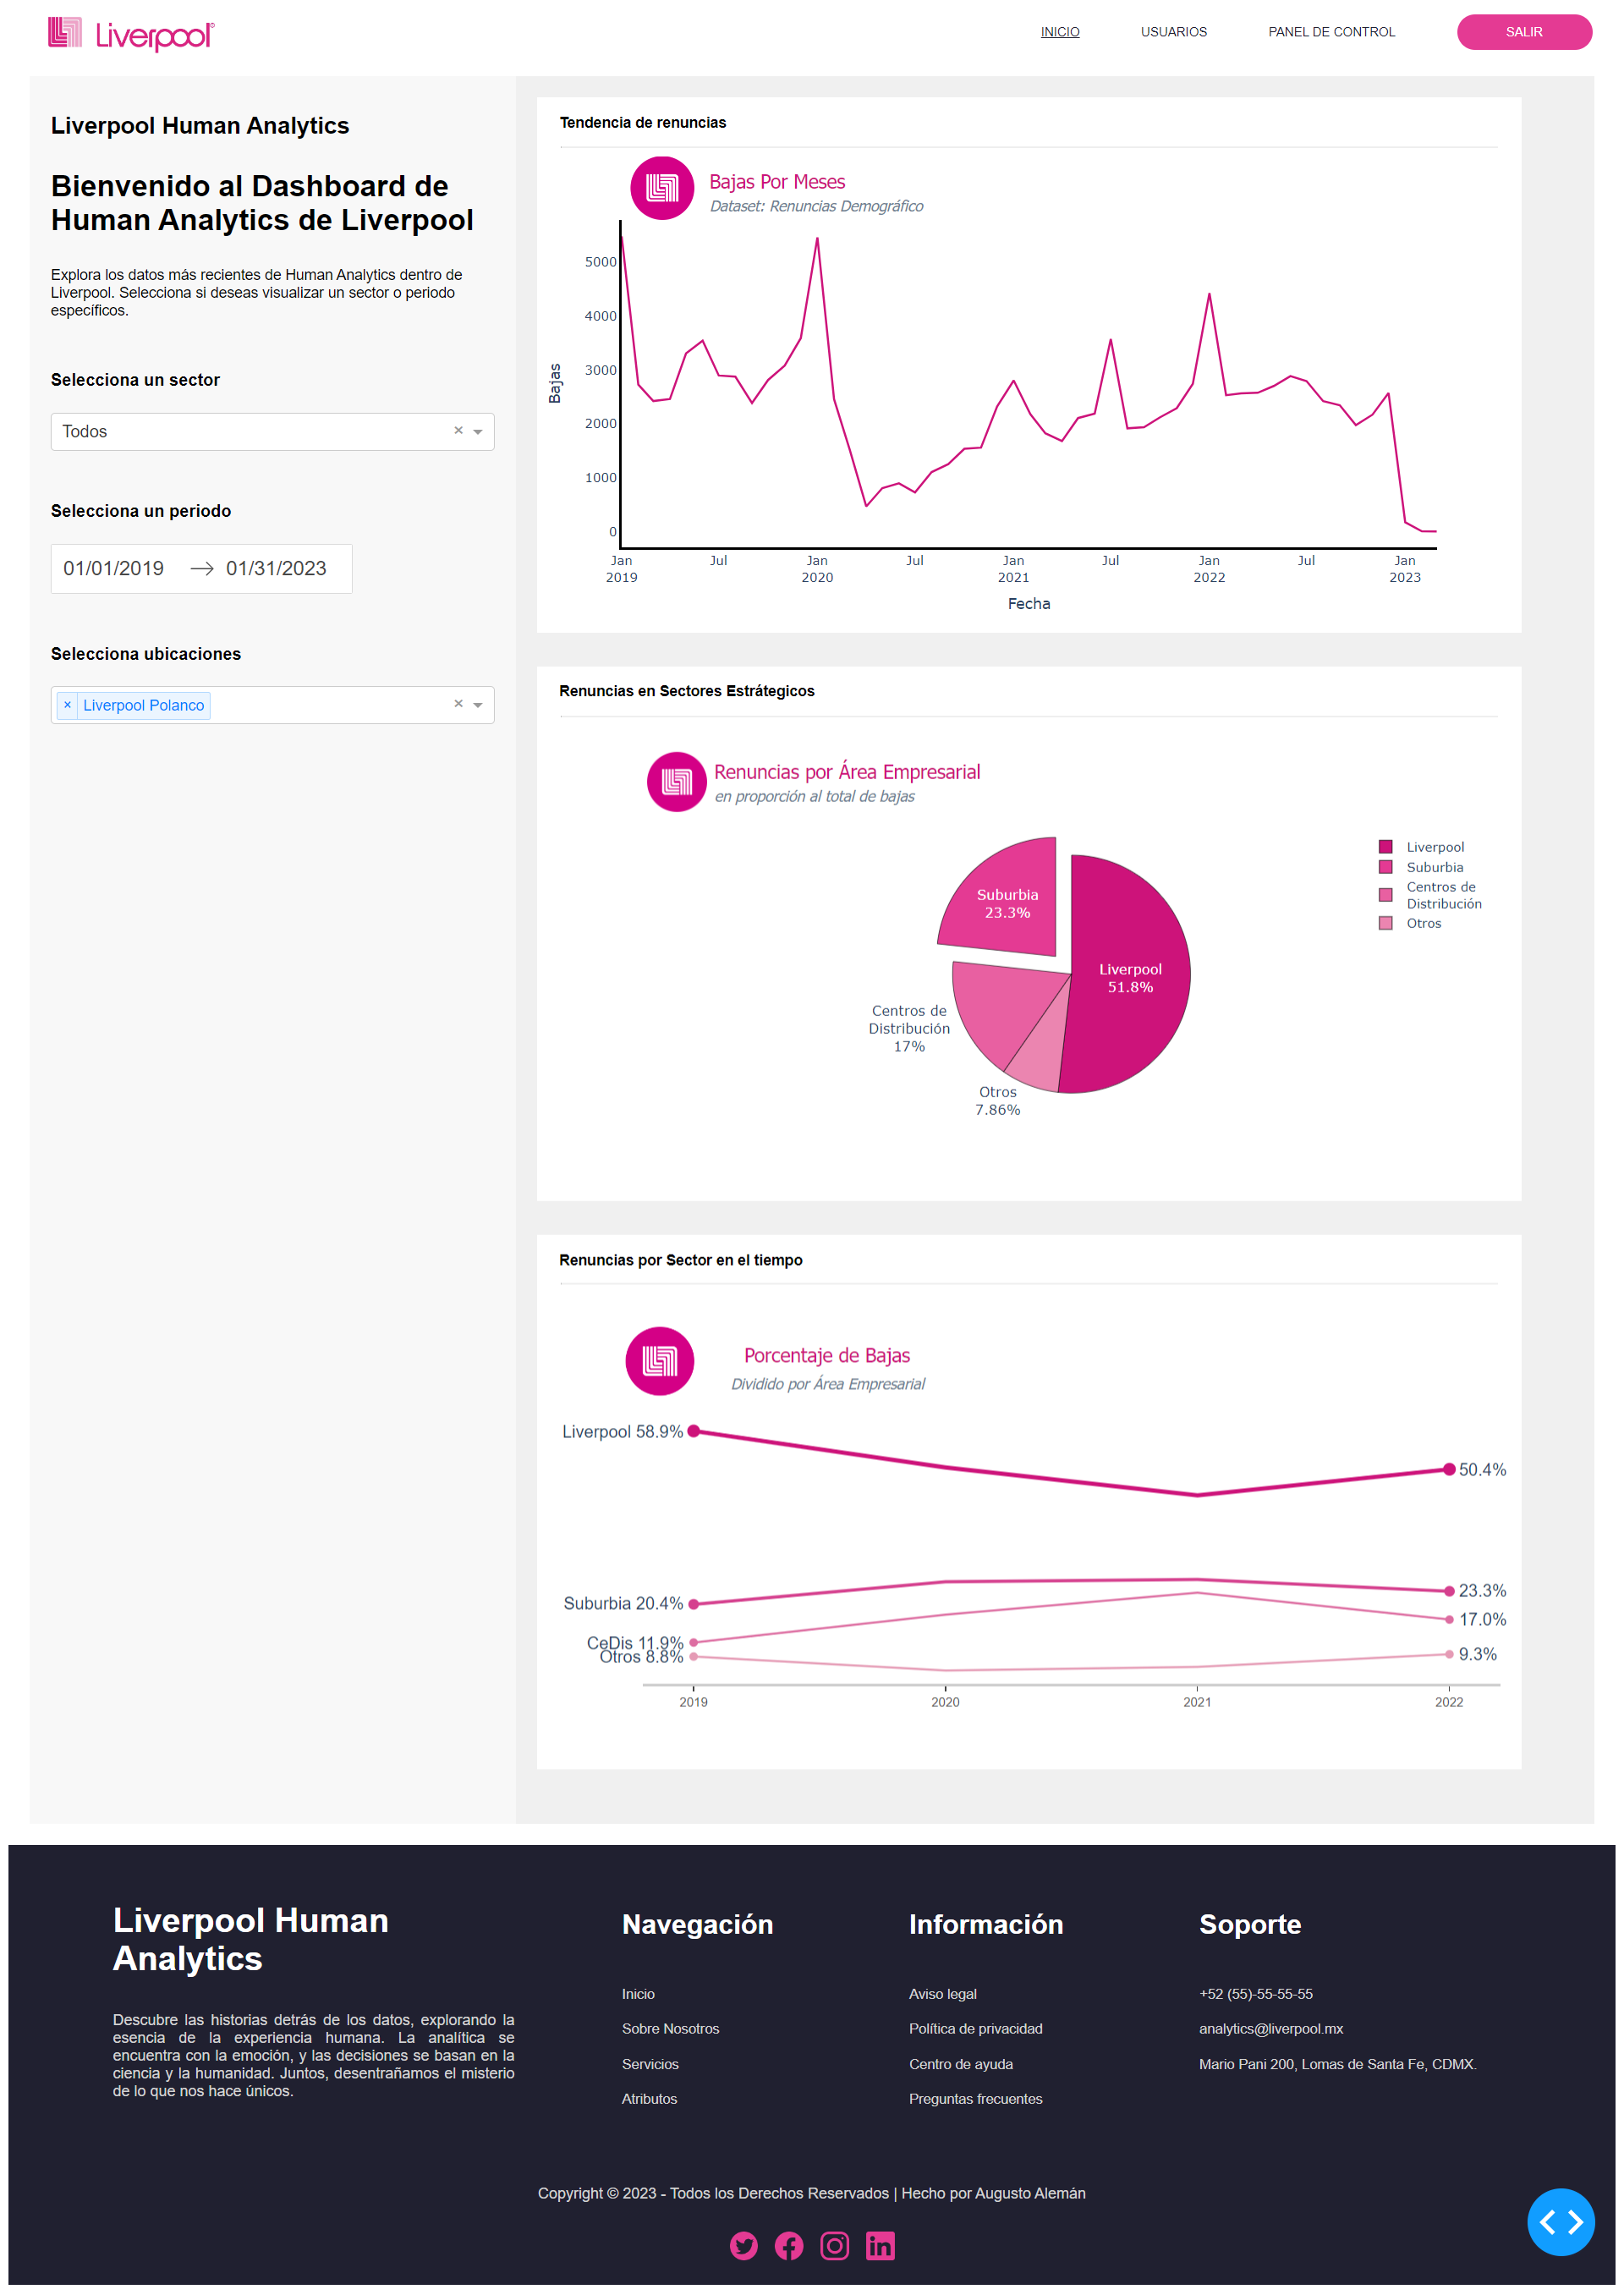 Liverpool
INICIO
USUARIOS
PANEL DE CONTROL
SALIR
Liverpool Human Analytics
Bienvenido al Dashboard de
Human Analytics de Liverpool
Explora los datos más recientes de Human Analytics dentro de
Liverpool. Selecciona si deseas visualizar un sector o periodo
específicos.
Selecciona un sector
Todos
Selecciona un periodo
01/01/2019 → 01/31/2023
Selecciona ubicaciones
× Liverpool Polanco
Tendencia de renuncias
Bajas Por Meses
Dataset: Renuncias Demográfico
Bajas
5000
4000
3000
2000
1000
0
Jan
2019
Jul
Jan
2020
Jul
Jan
2021
Jul
Jan
2022
Jul
Jan
2023
Fecha
Renuncias en Sectores Estrátegicos
Renuncias por Área Empresarial
en proporción al total de bajas
Suburbia
23.3%
Liverpool
51.8%
Centros de
Distribución
17%
Otros
7.86%
Liverpool
Suburbia
Centros de
Distribución
Otros
Renuncias por Sector en el tiempo
Porcentaje de Bajas
Dividido por Área Empresarial
Liverpool 58.9%
50.4%
Suburbia 20.4%
23.3%
CeDis 11.9%
17.0%
Otros 8.8%
9.3%
2019
2020
2021
2022
Liverpool Human
Analytics
Descubre las historias detrás de los datos, explorando la
esencia de la experiencia humana. La analítica se
encuentra con la emoción, y las decisiones se basan en la
ciencia y la humanidad. Juntos, desentrañamos el misterio
de lo que nos hace únicos.
Navegación
Inicio
Sobre Nosotros
Servicios
Atributos
Información
Aviso legal
Política de privacidad
Centro de ayuda
Preguntas frecuentes
Soporte
+52 (55)-55-55-55
analytics@liverpool.mx
Mario Pani 200, Lomas de Santa Fe, CDMX.
Copyright © 2023 - Todos los Derechos Reservados | Hecho por Augusto Alemán